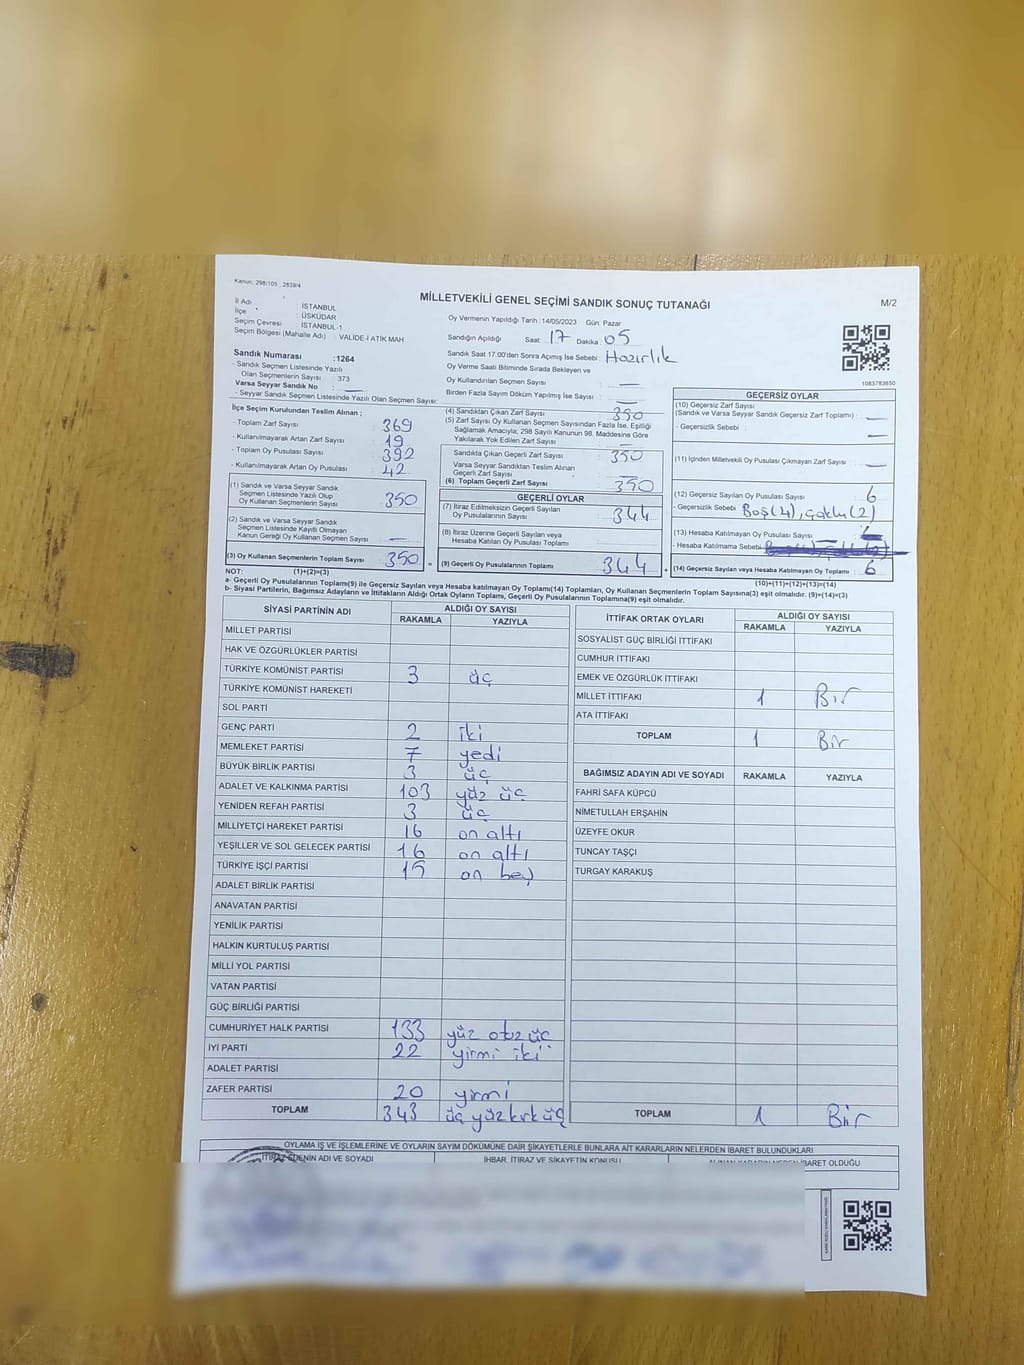 Kanun: 298/105 , 2839/4
MİLLETVEKİLİ GENEL SEÇİMİ SANDIK SONUÇ TUTANAĞI
M/2
İl Adı : İSTANBUL
İlçe : ÜSKÜDAR
Seçim Çevresi : İSTANBUL-1
Seçim Bölgesi (Mahalle Adı) : VALİDE-İ ATİK MAH
Oy Vermenin Yapıldığı Tarih :14/05/2023 Gün: Pazar
Sandığın Açıldığı Saat: 17 Dakika: 05
Sandık Saat 17.00'den Sonra Açılmış İse Sebebi : Hazırlık
Oy Verme Saati Bitiminde Sırada Bekleyen ve
Oy Kullandırılan Seçmen Sayısı : —
Birden Fazla Sayım Döküm Yapılmış İse Sayısı : —
1083783650
Sandık Numarası :1264
- Sandık Seçmen Listesinde Yazılı
Olan Seçmenlerin Sayısı : 373
Varsa Seyyar Sandık No : —
- Seyyar Sandık Seçmen Listesinde Yazılı Olan Seçmen Sayısı:
İlçe Seçim Kurulundan Teslim Alınan ;
- Toplam Zarf Sayısı : 369
- Kullanılmayarak Artan Zarf Sayısı : 19
- Toplam Oy Pusulası Sayısı : 392
- Kullanılmayarak Artan Oy Pusulası : 42
(1) Sandık ve Varsa Seyyar Sandık
Seçmen Listesinde Yazılı Olup
Oy Kullanan Seçmenlerin Sayısı : 350
(2) Sandık ve Varsa Seyyar Sandık
Seçmen Listesinde Kayıtlı Olmayan
Kanun Gereği Oy Kullanan Seçmen Sayısı : —
(3) Oy Kullanan Seçmenlerin Toplam Sayısı : 350
(4) Sandıktan Çıkan Zarf Sayısı : 350
(5) Zarf Sayısı Oy Kullanan Seçmen Sayısından Fazla İse, Eşitliği
Sağlamak Amacıyla; 298 Sayılı Kanunun 98. Maddesine Göre
Yakılarak Yok Edilen Zarf Sayısı : —
Sandıkta Çıkan Geçerli Zarf Sayısı : 350
Varsa Seyyar Sandıktan Teslim Alınan
Geçerli Zarf Sayısı : —
(6) Toplam Geçerli Zarf Sayısı : 350
GEÇERLİ OYLAR
(7) İtiraz Edilmeksizin Geçerli Sayılan
Oy Pusulalarının Sayısı : 344
(8) İtiraz Üzerine Geçerli Sayılan veya
Hesaba Katılan Oy Pusulası Toplamı :
(9) Geçerli Oy Pusulalarının Toplamı : 344
GEÇERSİZ OYLAR
(10) Geçersiz Zarf Sayısı
(Sandık ve Varsa Seyyar Sandık Geçersiz Zarf Toplamı) : —
- Geçersizlik Sebebi : —
(11) İçinden Milletvekili Oy Pusulası Çıkmayan Zarf Sayısı : —
(12) Geçersiz Sayılan Oy Pusulası Sayısı : 6
- Geçersizlik Sebebi : Boş(4), çoklu(2)
(13) Hesaba Katılmayan Oy Pusulası Sayısı :
- Hesaba Katılmama Sebebi :
(14) Geçersiz Sayılan veya Hesaba Katılmayan Oy Toplamı : 6
NOT: (1)+(2)=(3)
(10)+(11)+(12)+(13)=(14)
a- Geçerli Oy Pusulalarının Toplamı(9) ile Geçersiz Sayılan veya Hesaba katılmayan Oy Toplamı(14) Toplamları, Oy Kullanan Seçmenlerin Toplam Sayısına(3) eşit olmalıdır. (9)+(14)=(3)
b- Siyasi Partilerin, Bağımsız Adayların ve İttifakların Aldığı Ortak Oyların Toplamı, Geçerli Oy Pusulalarının Toplamına(9) eşit olmalıdır.
SİYASİ PARTİNİN ADI ALDIĞI OY SAYISI
RAKAMLA YAZIYLA
MİLLET PARTİSİ
HAK VE ÖZGÜRLÜKLER PARTİSİ
TÜRKİYE KOMÜNİST PARTİSİ 3 üç
TÜRKİYE KOMÜNİST HAREKETİ
SOL PARTİ
GENÇ PARTİ 2 iki
MEMLEKET PARTİSİ 7 yedi
BÜYÜK BİRLİK PARTİSİ 3 üç
ADALET VE KALKINMA PARTİSİ 103 yüz üç
YENİDEN REFAH PARTİSİ 3 üç
MİLLİYETÇİ HAREKET PARTİSİ 16 on altı
YEŞİLLER VE SOL GELECEK PARTİSİ 16 on altı
TÜRKİYE İŞÇİ PARTİSİ 15 on beş
ADALET BİRLİK PARTİSİ
ANAVATAN PARTİSİ
YENİLİK PARTİSİ
HALKIN KURTULUŞ PARTİSİ
MİLLİ YOL PARTİSİ
VATAN PARTİSİ
GÜÇ BİRLİĞİ PARTİSİ
CUMHURİYET HALK PARTİSİ 133 yüz otuz üç
İYİ PARTİ 22 yirmi iki
ADALET PARTİSİ
ZAFER PARTİSİ 20 yirmi
TOPLAM 343 üç yüz kırk üç
İTTİFAK ORTAK OYLARI ALDIĞI OY SAYISI
RAKAMLA YAZIYLA
SOSYALİST GÜÇ BİRLİĞİ İTTİFAKI
CUMHUR İTTİFAKI
EMEK VE ÖZGÜRLÜK İTTİFAKI
MİLLET İTTİFAKI 1 Bir
ATA İTTİFAKI
TOPLAM 1 Bir
BAĞIMSIZ ADAYIN ADI VE SOYADI RAKAMLA YAZIYLA
FAHRİ SAFA KÜPCÜ
NİMETULLAH ERŞAHİN
ÜZEYFE OKUR
TUNCAY TAŞÇI
TURGAY KARAKUŞ
TOPLAM 1 Bir
OYLAMA İŞ VE İŞLEMLERİNE VE OYLARIN SAYIM DÖKÜMÜNE DAİR ŞİKAYETLERLE BUNLARA AİT KARARLARIN NELERDEN İBARET BULUNDUKLARI
İTİRAZ EDENİN ADI VE SOYADI İHBAR, İTİRAZ VE ŞİKAYETİN KONUSU ALINAN KARARIN NEDEN İBARET OLDUĞU